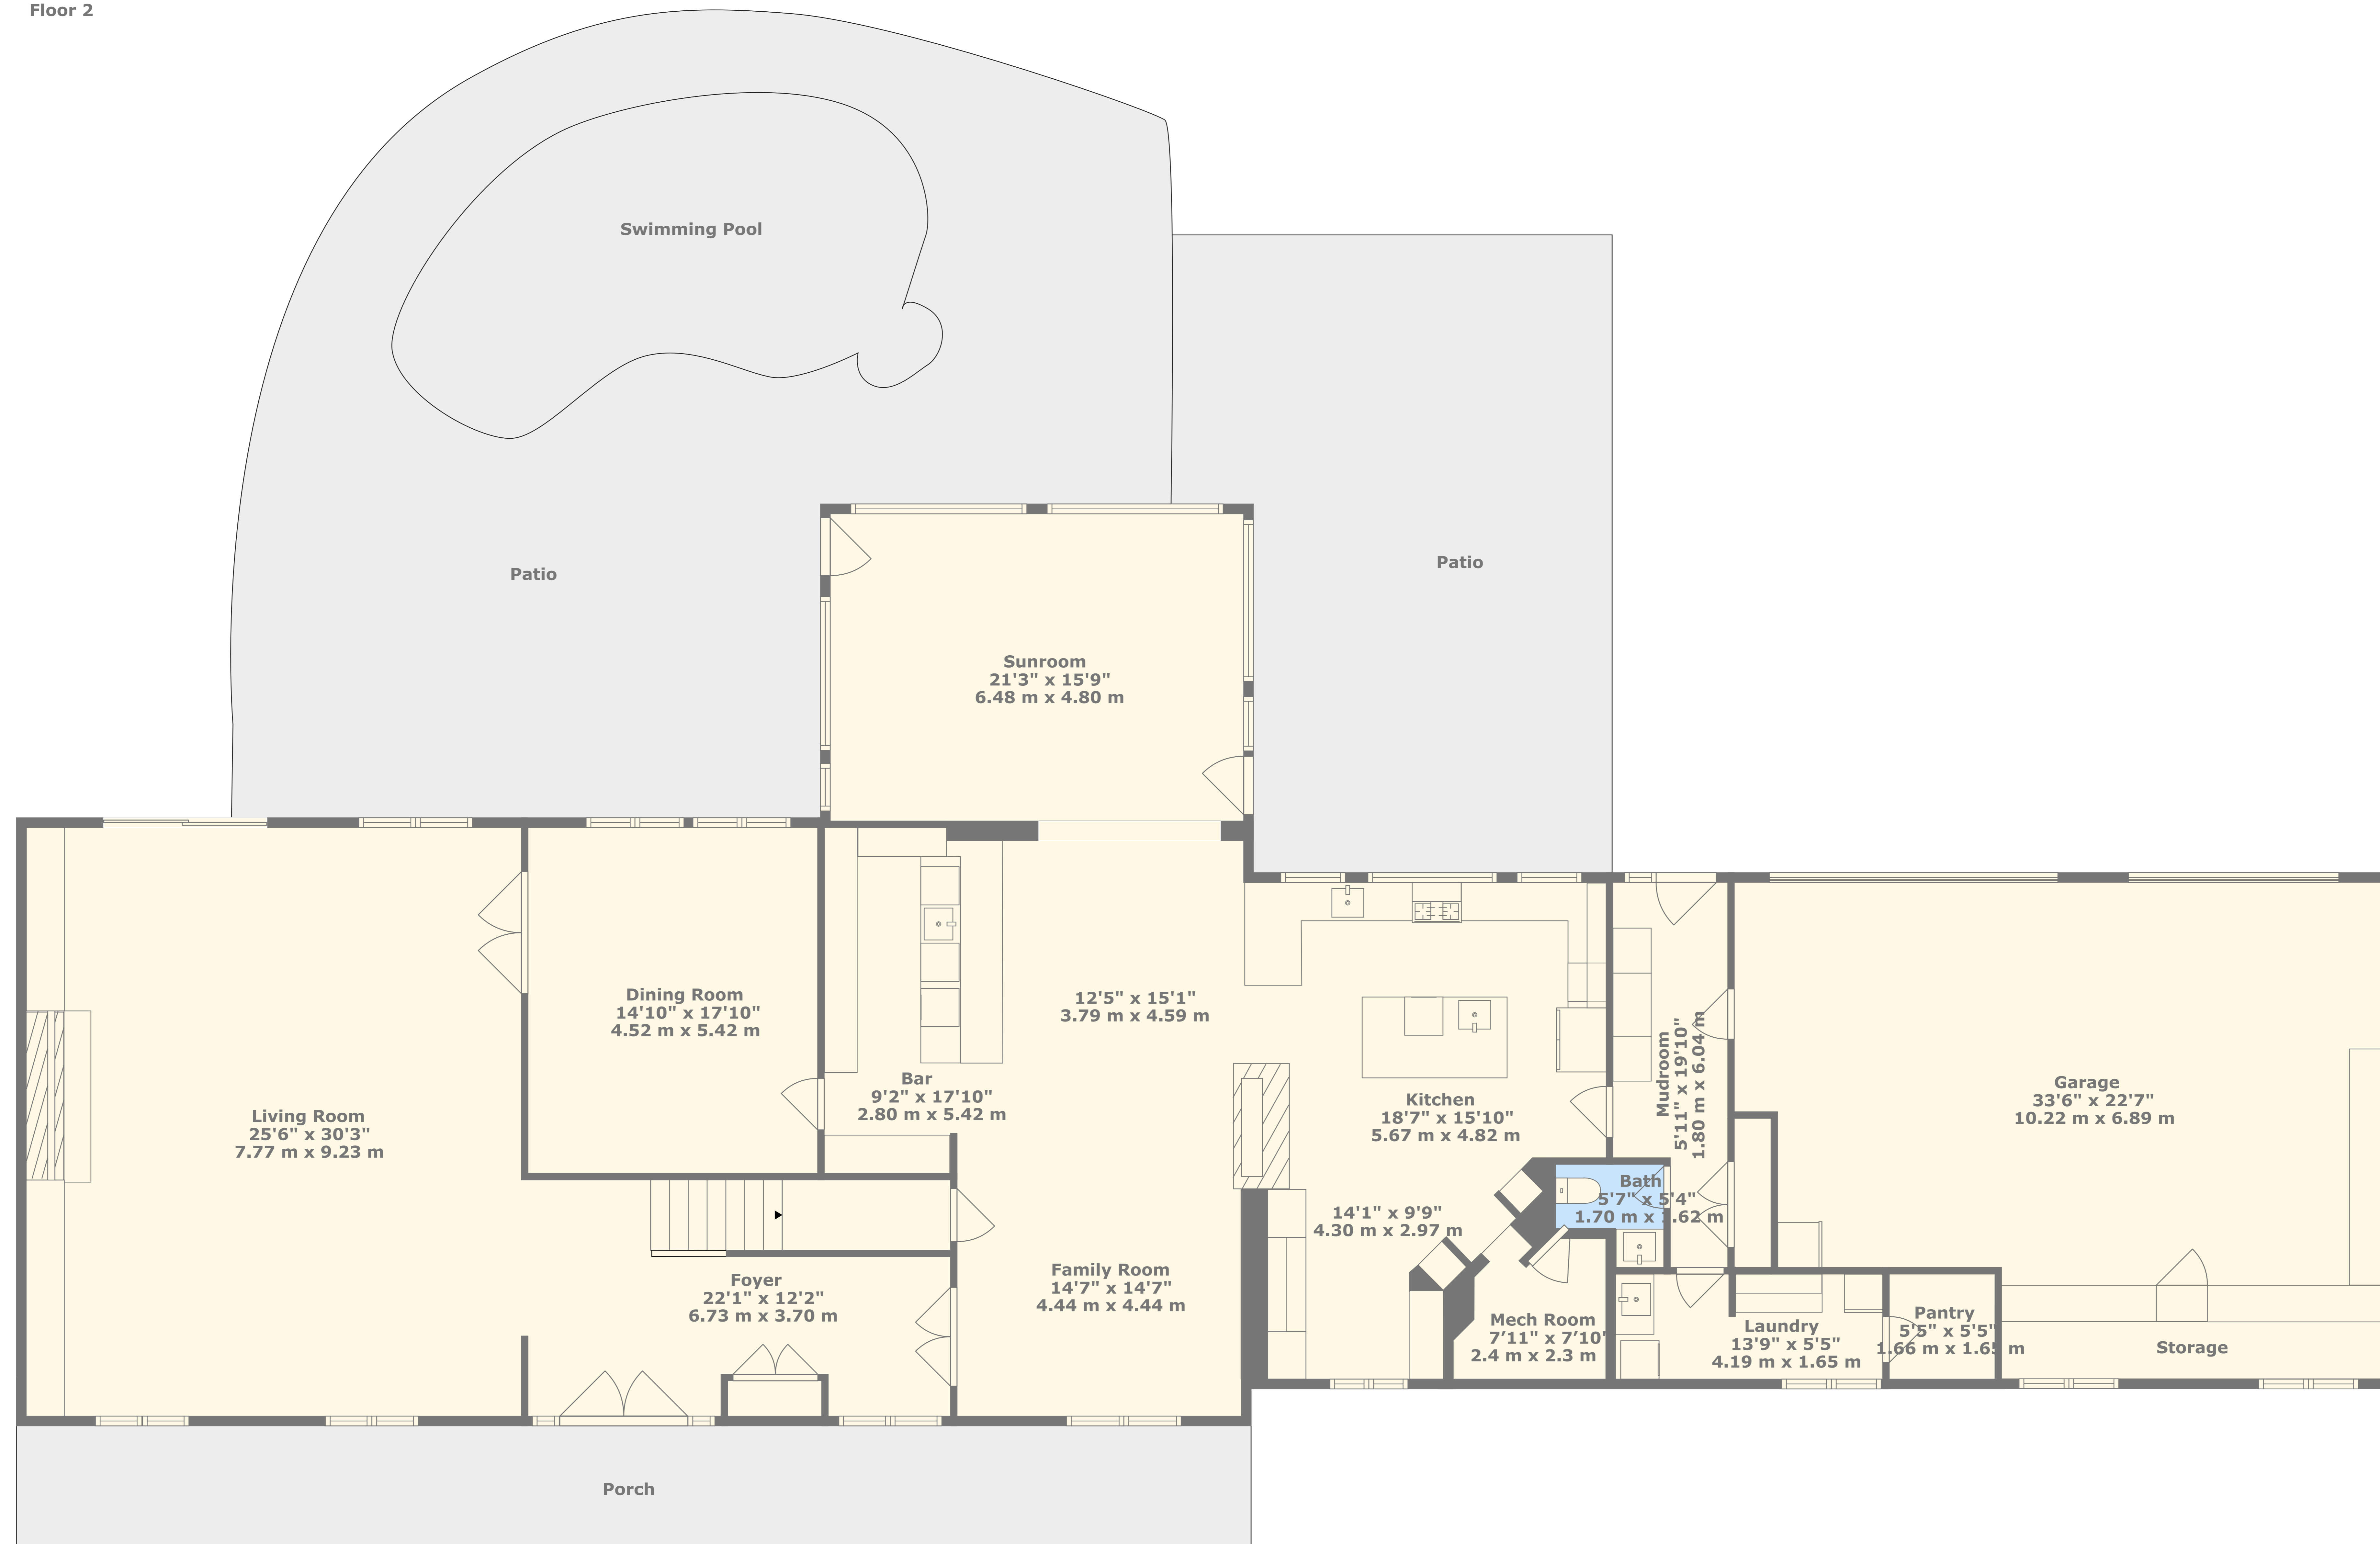 Floor 2
Swimming Pool
Patio
Patio
Sunroom
21'3" x 15'9"
6.48 m x 4.80 m
Dining Room
14'10" x 17'10"
4.52 m x 5.42 m
12'5" x 15'1"
3.79 m x 4.59 m
Living Room
25'6" x 30'3"
7.77 m x 9.23 m
Bar
9'2" x 17'10"
2.80 m x 5.42 m
Kitchen
18'7" x 15'10"
5.67 m x 4.82 m
Mudroom
5'11" x 19'10"
1.80 m x 6.04 m
Garage
33'6" x 22'7"
10.22 m x 6.89 m
Bath
5'7" x 5'4"
1.70 m x 1.62 m
14'1" x 9'9"
4.30 m x 2.97 m
Foyer
22'1" x 12'2"
6.73 m x 3.70 m
Family Room
14'7" x 14'7"
4.44 m x 4.44 m
Mech Room
7’11" x 7’10"
2.4 m x 2.3 m
Laundry
13'9" x 5'5"
4.19 m x 1.65 m
Pantry
5'5" x 5'5"
1.66 m x 1.65 m
Storage
Porch